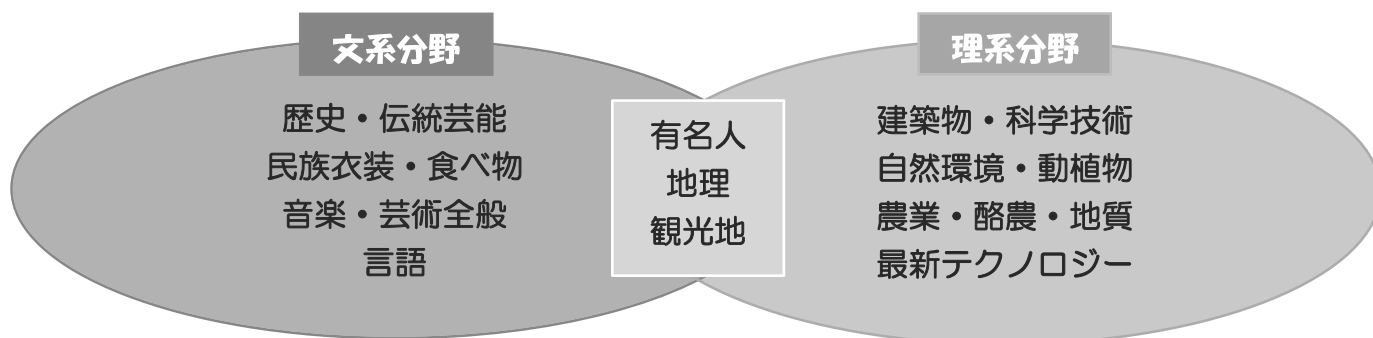 文系分野
歴史・伝統芸能
民族衣装・食べ物
音楽・芸術全般
言語
有名人
地理
観光地
理系分野
建築物・科学技術
自然環境・動植物
農業・酪農・地質
最新テクノロジー